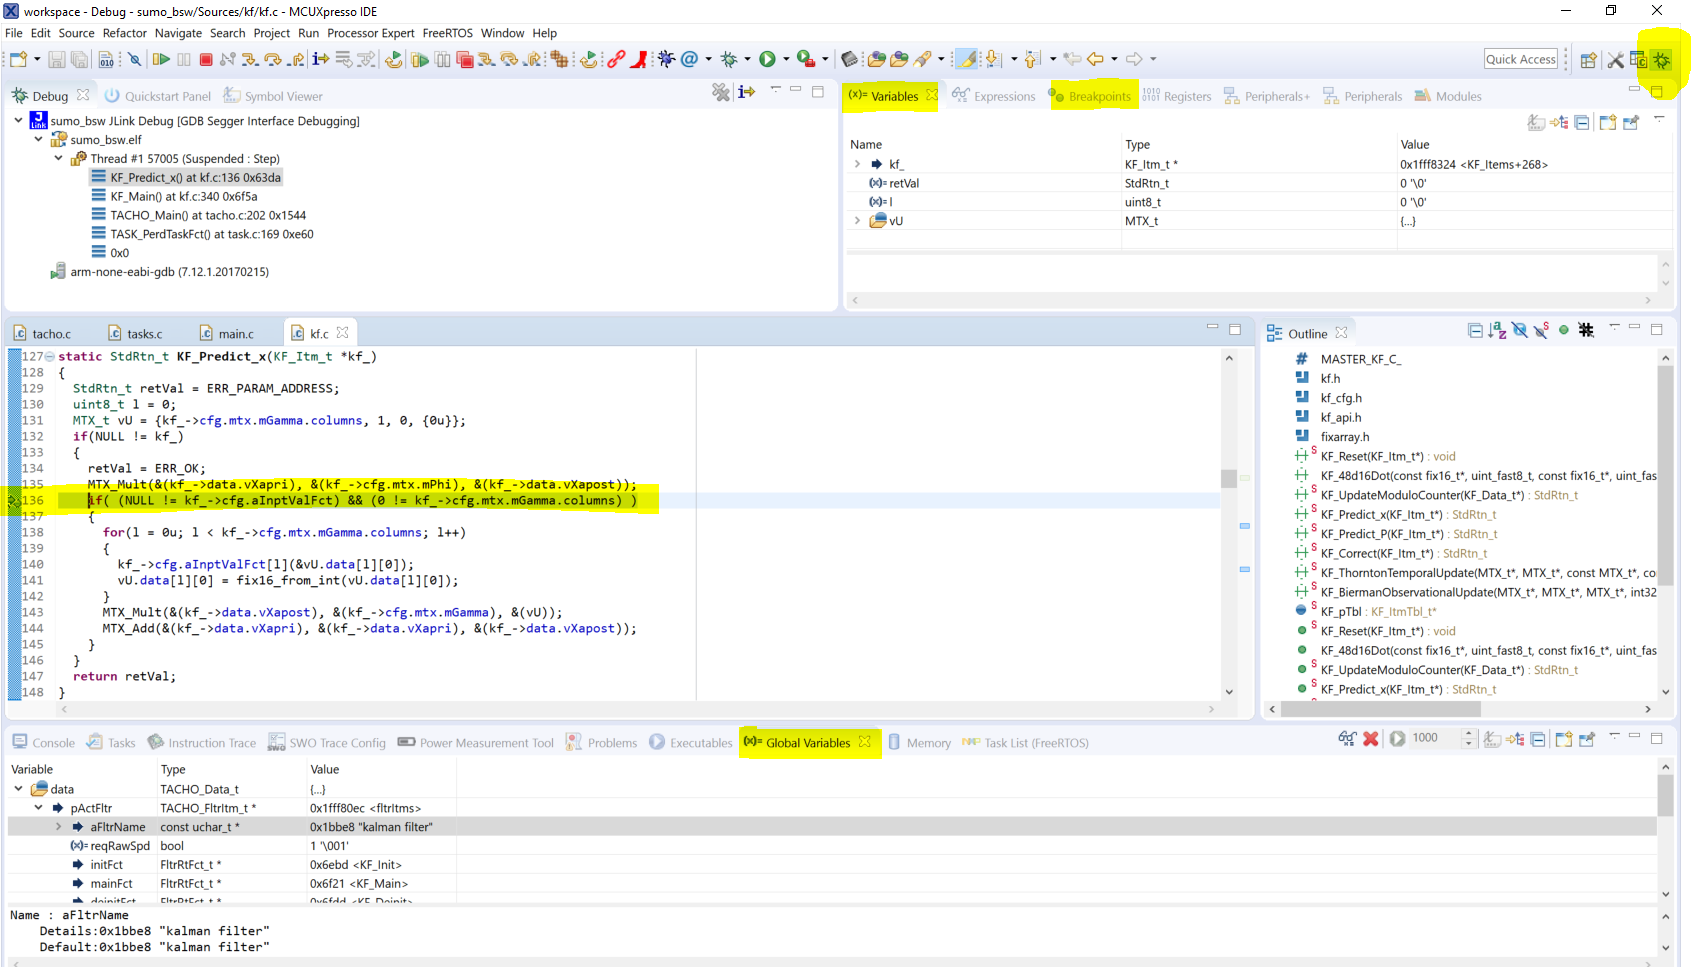 workspace - Debug - sumo_bsw/Sources/kf/kf.c - MCUXpresso IDE
File Edit Source Refactor Navigate Search Project Run Processor Expert FreeRTOS Window Help
Quick Access
Debug Quickstart Panel Symbol Viewer
sumo_bsw JLink Debug [GDB Segger Interface Debugging]
sumo_bsw.elf
Thread #1 57005 (Suspended : Step)
KF_Predict_x() at kf.c:136 0x63da
KF_Main() at kf.c:340 0x6f5a
TACHO_Main() at tacho.c:202 0x1544
TASK_PerdTaskFct() at task.c:169 0xe60
0x0
arm-none-eabi-gdb (7.12.1.20170215)
(x)= Variables Expressions Breakpoints Registers Peripherals+ Peripherals Modules
Name Type Value
kf_ KF_Itm_t * 0x1fff8324 <KF_Items+268>
(x)= retVal StdRtn_t 0 '\0'
(x)= l uint8_t 0 '\0'
vU MTX_t {...}
tacho.c tasks.c main.c kf.c
127 static StdRtn_t KF_Predict_x(KF_Itm_t *kf_)
128 {
129 StdRtn_t retVal = ERR_PARAM_ADDRESS;
130 uint8_t l = 0;
131 MTX_t vU = {kf_->cfg.mtx.mGamma.columns, 1, 0, {0u}};
132 if(NULL != kf_)
133 {
134 retVal = ERR_OK;
135 MTX_Mult(&(kf_->data.vXapri), &(kf_->cfg.mtx.mPhi), &(kf_->data.vXapost));
136 if( (NULL != kf_->cfg.aInptValFct) && (0 != kf_->cfg.mtx.mGamma.columns) )
137 {
138 for(l = 0u; l < kf_->cfg.mtx.mGamma.columns; l++)
139 {
140 kf_->cfg.aInptValFct[l](&vU.data[l][0]);
141 vU.data[l][0] = fix16_from_int(vU.data[l][0]);
142 }
143 MTX_Mult(&(kf_->data.vXapost), &(kf_->cfg.mtx.mGamma), &(vU));
144 MTX_Add(&(kf_->data.vXapri), &(kf_->data.vXapri), &(kf_->data.vXapost));
145 }
146 }
147 return retVal;
148 }
Outline
MASTER_KF_C_
kf.h
kf_cfg.h
kf_api.h
fixarray.h
KF_Reset(KF_Itm_t*) : void
KF_48d16Dot(const fix16_t*, uint_fast8_t, const fix16_t*, uint_fas
KF_UpdateModuloCounter(KF_Data_t*) : StdRtn_t
KF_Predict_x(KF_Itm_t*) : StdRtn_t
KF_Predict_P(KF_Itm_t*) : StdRtn_t
KF_Correct(KF_Itm_t*) : StdRtn_t
KF_ThorntonTemporalUpdate(MTX_t*, MTX_t*, const MTX_t*, co
KF_BiermanObservationalUpdate(MTX_t*, MTX_t*, MTX_t*, int32
KF_pTbl : KF_ItmTbl_t*
KF_Reset(KF_Itm_t*) : void
KF_48d16Dot(const fix16_t*, uint_fast8_t, const fix16_t*, uint_fas
KF_UpdateModuloCounter(KF_Data_t*) : StdRtn_t
KF_Predict_x(KF_Itm_t*) : StdRtn_t
Console Tasks Instruction Trace SWO Trace Config Power Measurement Tool Problems Executables (x)= Global Variables Memory Task List (FreeRTOS) 1000
Variable Type Value
data TACHO_Data_t {...}
pActFltr TACHO_FltrItm_t * 0x1fff80ec <fltrItms>
aFltrName const uchar_t * 0x1bbe8 "kalman filter"
(x)= reqRawSpd bool 1 '\001'
initFct FltrRtFct_t * 0x6ebd <KF_Init>
mainFct FltrRtFct_t * 0x6f21 <KF_Main>
deinitFct FltrRtFct_t * 0x6fdd <KF_Deinit>
Name : aFltrName
Details:0x1bbe8 "kalman filter"
Default:0x1bbe8 "kalman filter"